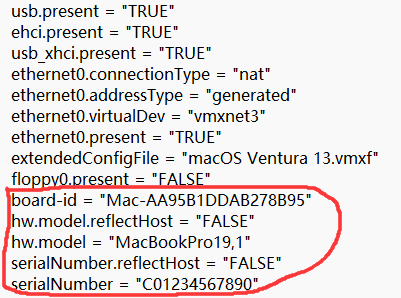 usb.present = "TRUE"
ehci.present = "TRUE"
usb_xhci.present = "TRUE"
ethernet0.connectionType = "nat"
ethernet0.addressType = "generated"
ethernet0.virtualDev = "vmxnet3"
ethernet0.present = "TRUE"
extendedConfigFile = "macOS Ventura 13.vmxf"
floppy0.present = "FALSE"
board-id = "Mac-AA95B1DDAB278B95"
hw.model.reflectHost = "FALSE"
hw.model = "MacBookPro19,1"
serialNumber.reflectHost = "FALSE"
serialNumber = "C01234567890"